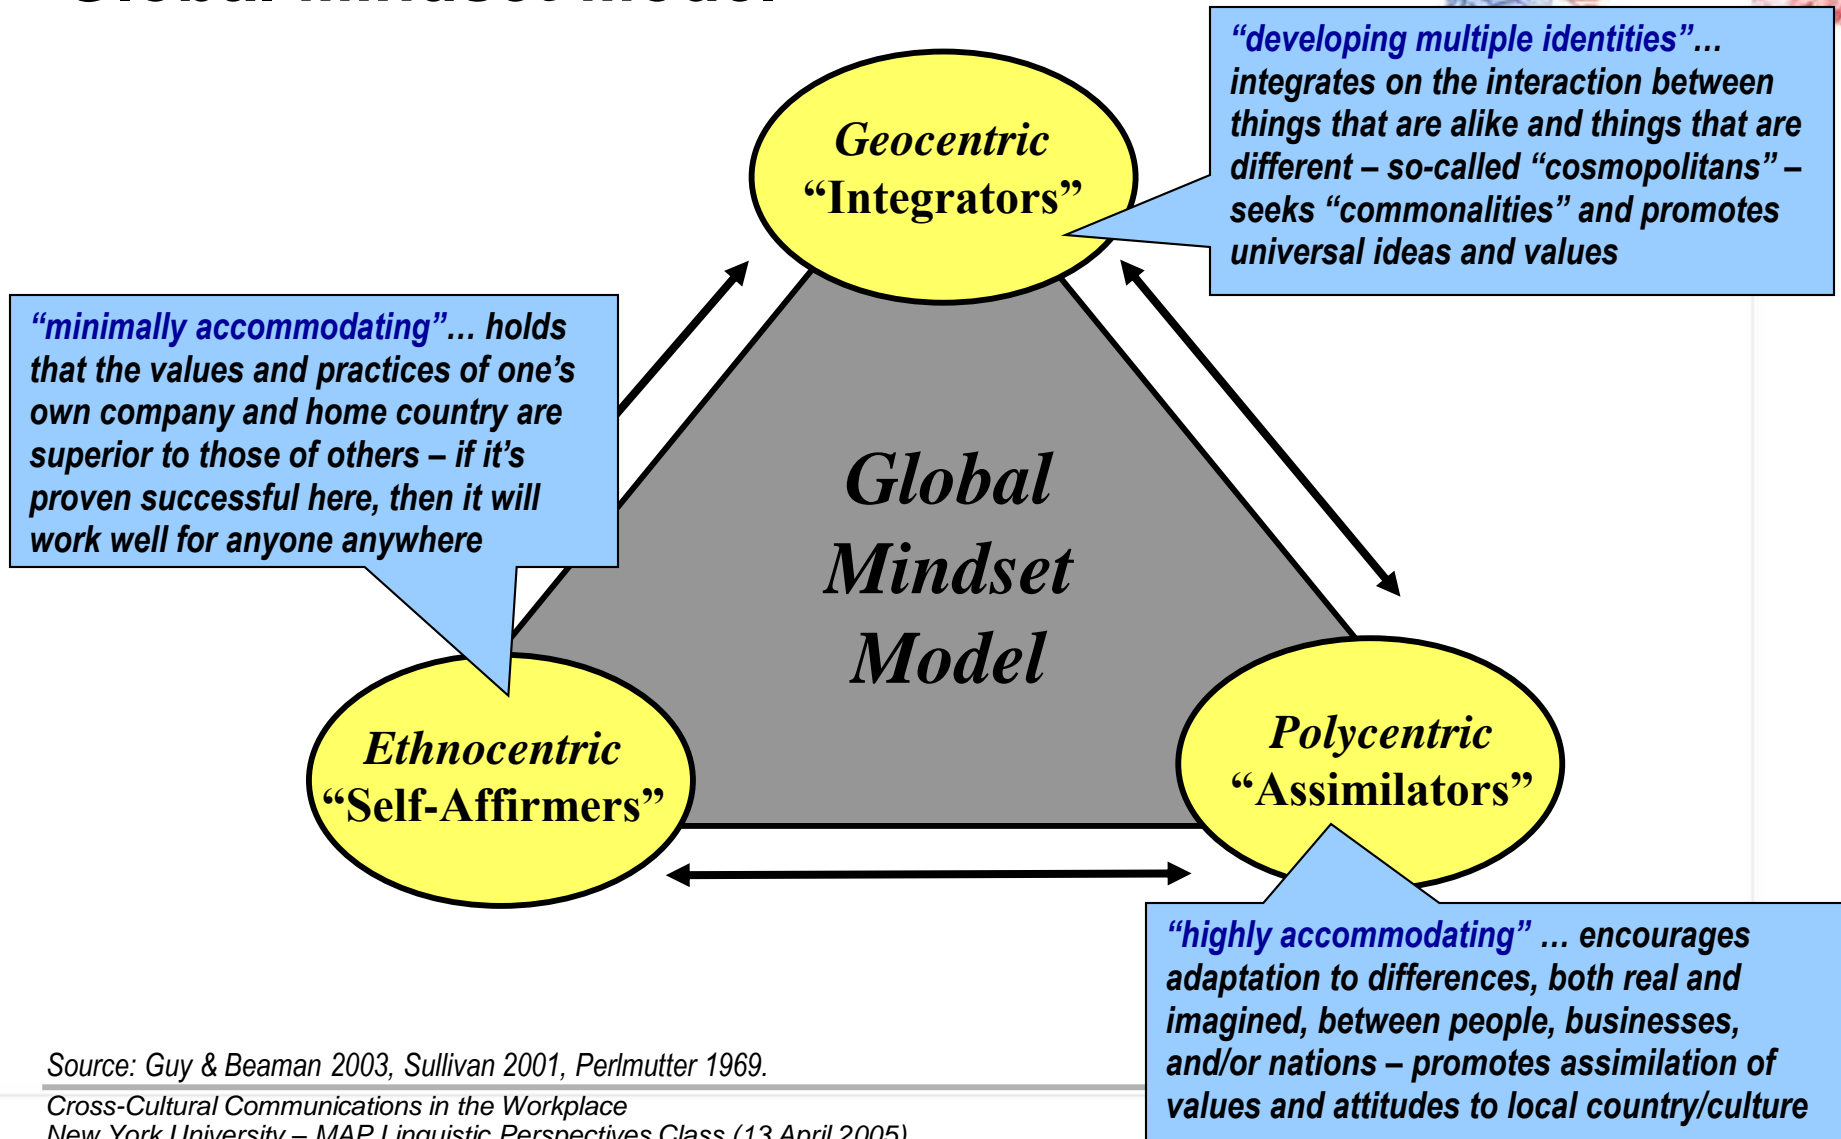 Global Mindset Model
“developing multiple identities”…
integrates on the interaction between
things that are alike and things that are
different – so-called “cosmopolitans” –
seeks “commonalities” and promotes
universal ideas and values
Geocentric
“Integrators”
“minimally accommodating”… holds
that the values and practices of one’s
own company and home country are
superior to those of others – if it’s
proven successful here, then it will
work well for anyone anywhere
Global
Mindset
Model
Ethnocentric
“Self-Affirmers”
Polycentric
“Assimilators”
“highly accommodating” … encourages
adaptation to differences, both real and
imagined, between people, businesses,
and/or nations – promotes assimilation of
values and attitudes to local country/culture
Source: Guy & Beaman 2003, Sullivan 2001, Perlmutter 1969.
Cross-Cultural Communications in the Workplace
New York University – MAP Linguistic Perspectives Class (13 April 2005)